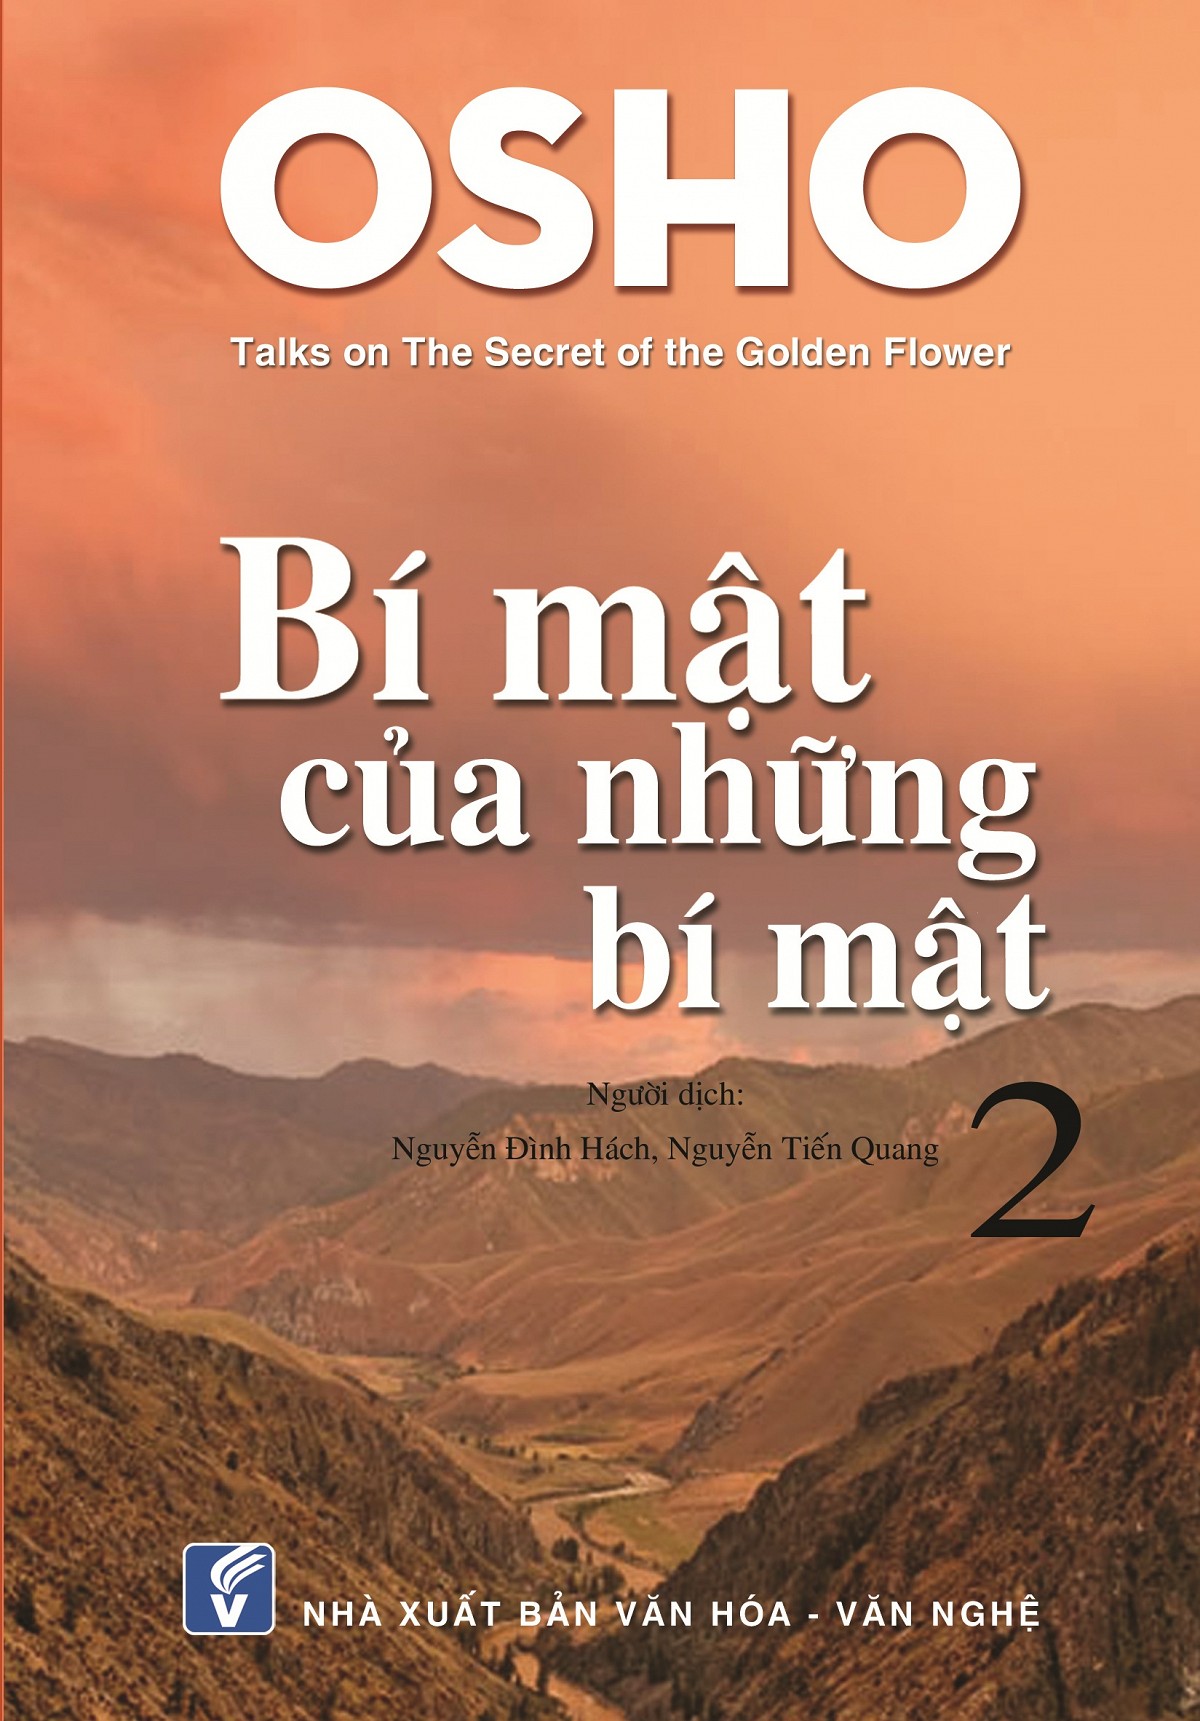 OSHO
Talks on The Secret of the Golden Flower
Bí mật
của những
bí mật
Người dịch:
Nguyễn Đình Hách, Nguyễn Tiến Quang
2
V
NHÀ XUẤT BẢN VĂN HÓA - VĂN NGHỆ